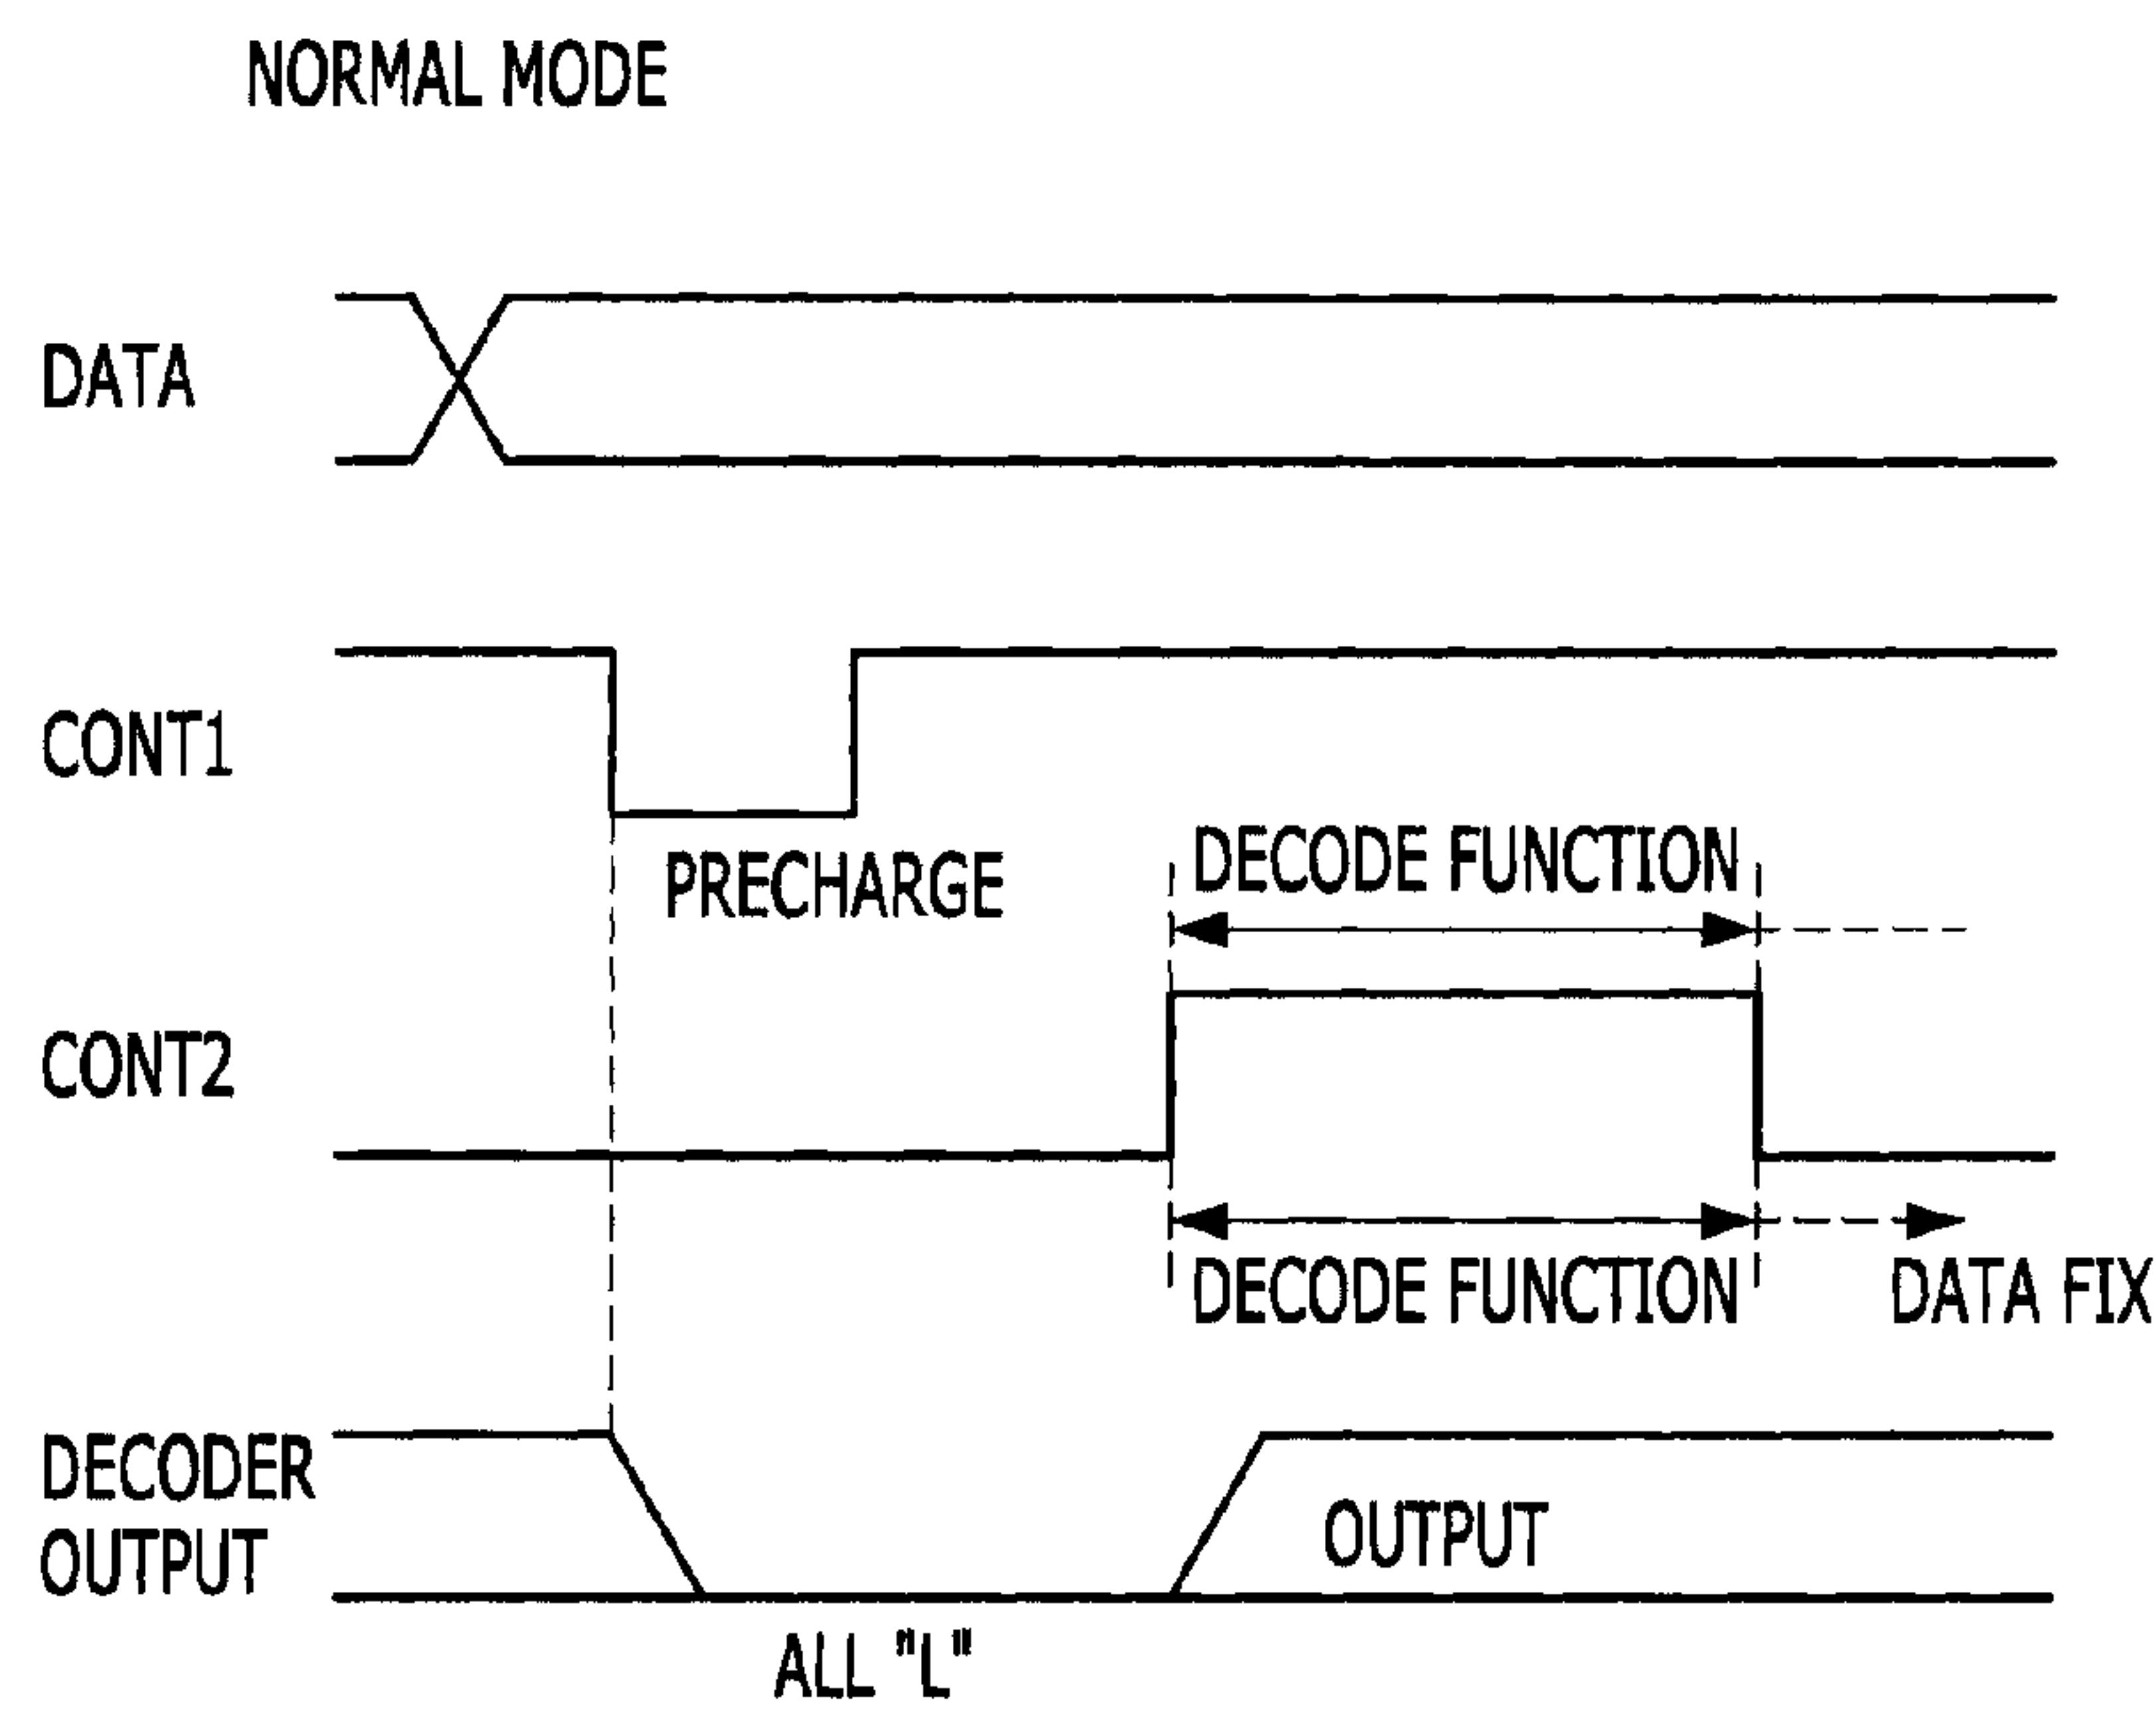 NORMAL MODE
DATA
CONT1
PRECHARGE
DECODE FUNCTION
CONT2
DECODE FUNCTION
DATA FIX
DECODER
OUTPUT
OUTPUT
ALL "L"